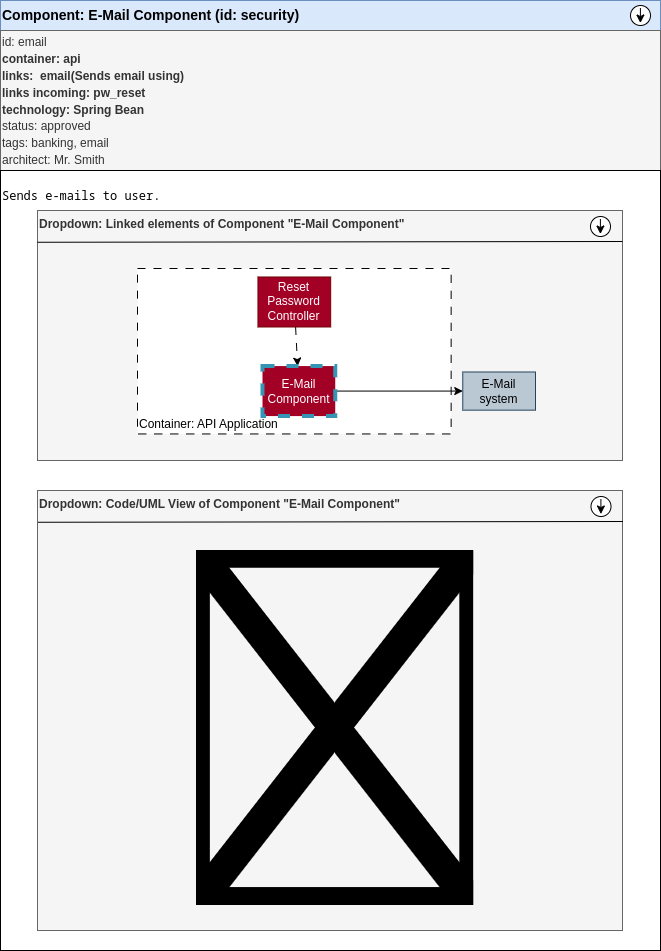 Component: E-Mail Component (id: security)
id: email
container: api
links:  email(Sends email using)
links incoming: pw_reset
technology: Spring Bean
status: approved
tags: banking, email
architect: Mr. Smith
Sends e-mails to user.
Dropdown: Linked elements of Component "E-Mail Component"
Reset
Password
Controller
E-Mail
Component
E-Mail
system
Container: API Application
Dropdown: Code/UML View of Component "E-Mail Component"